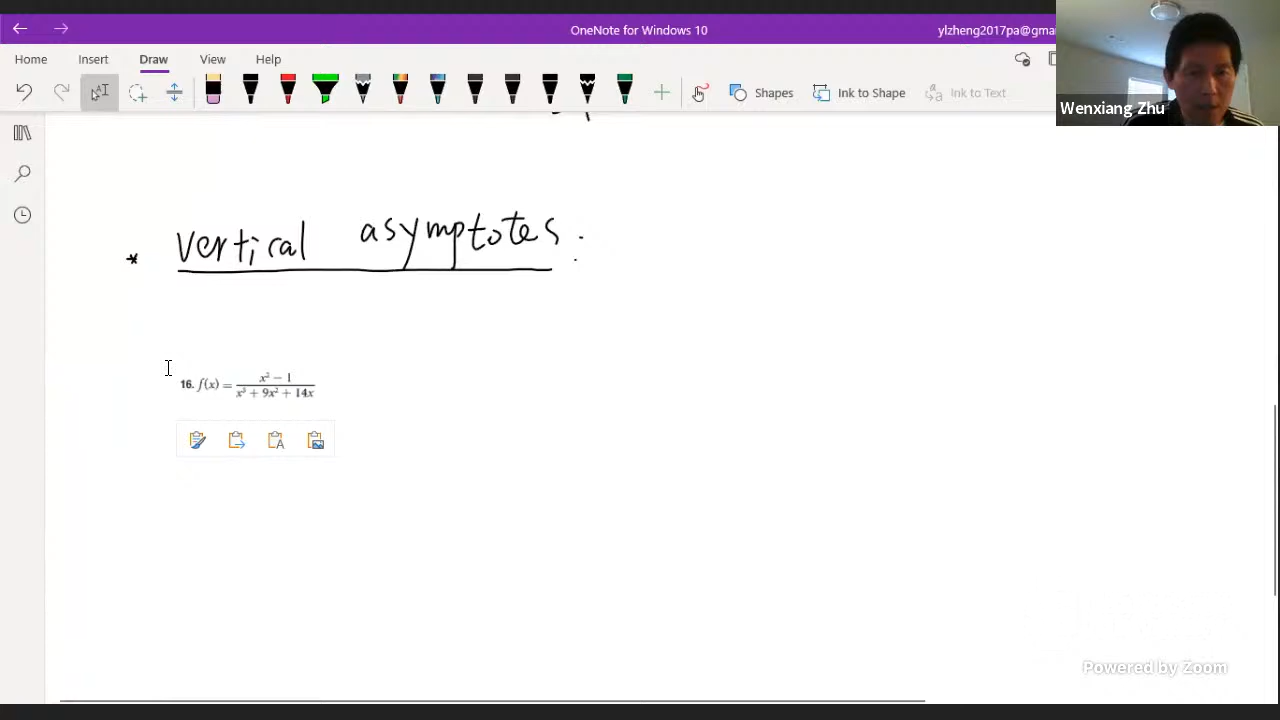 OneNote for Windows 10
ylzheng2017pa@gma
Home Insert Draw View Help
Shapes Ink to Shape Ink to Text
Wenxiang Zhu
* vertical asymptotes :
16. f(x) = (x² − 1)/(x³ + 9x² + 14x)
Powered by Zoom